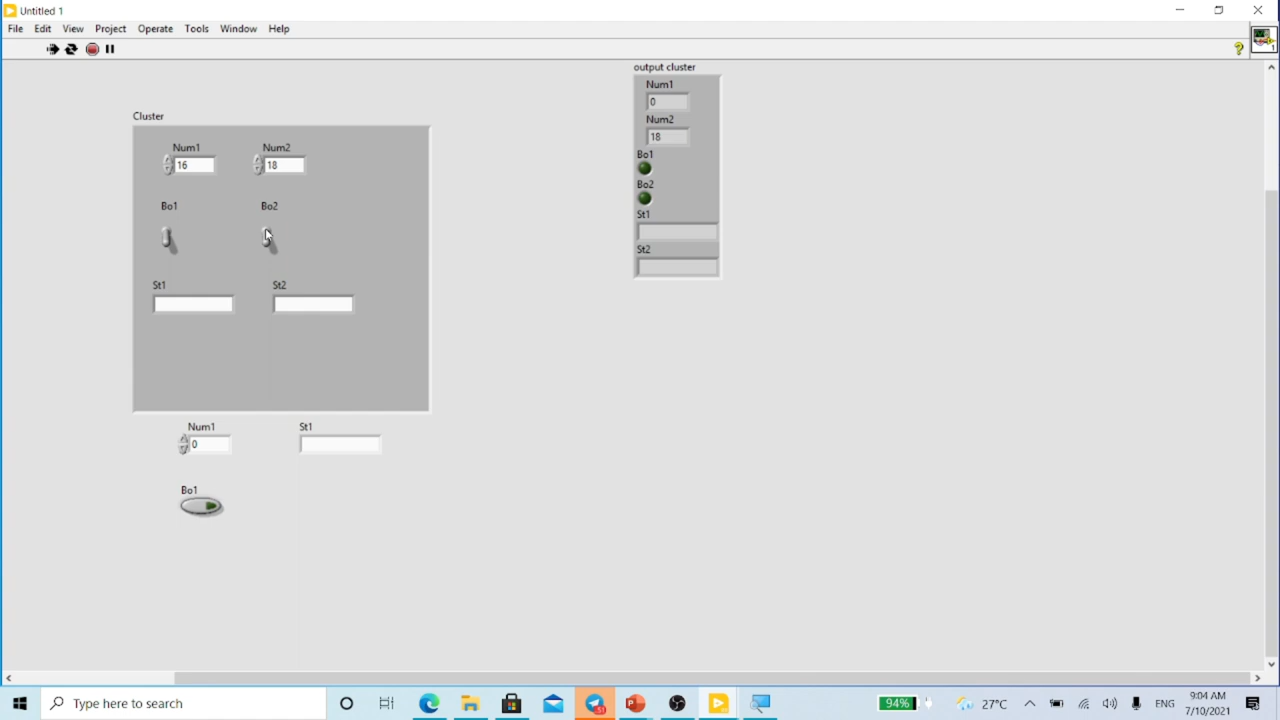 Untitled 1
File Edit View Project Operate Tools Window Help
?
1
output cluster
Num1
0
Num2
18
Bo1
Bo2
St1
St2
Cluster
Num1 Num2
16 18
Bo1 Bo2
St1 St2
Num1 St1
0
Bo1
Type here to search
94% 27°C ENG 9:04 AM
7/10/2021